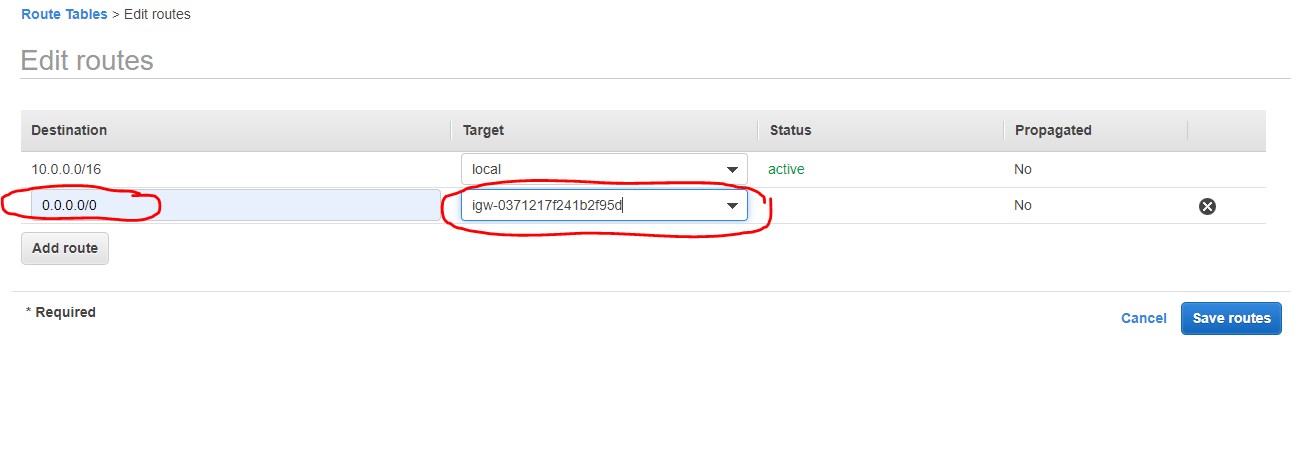 Route Tables > Edit routes
Edit routes
Destination Target Status Propagated
10.0.0.0/16 local active No
0.0.0.0/0 igw-0371217f241b2f95d No
Add route
* Required
Cancel Save routes